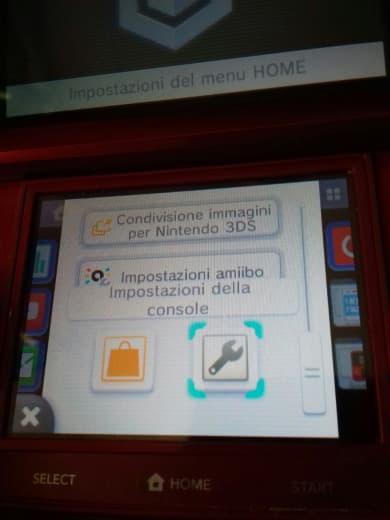 Impostazioni del menu HOME
Condivisione immagini
per Nintendo 3DS
Impostazioni amiibo
Impostazioni della
console
SELECT
HOME
START